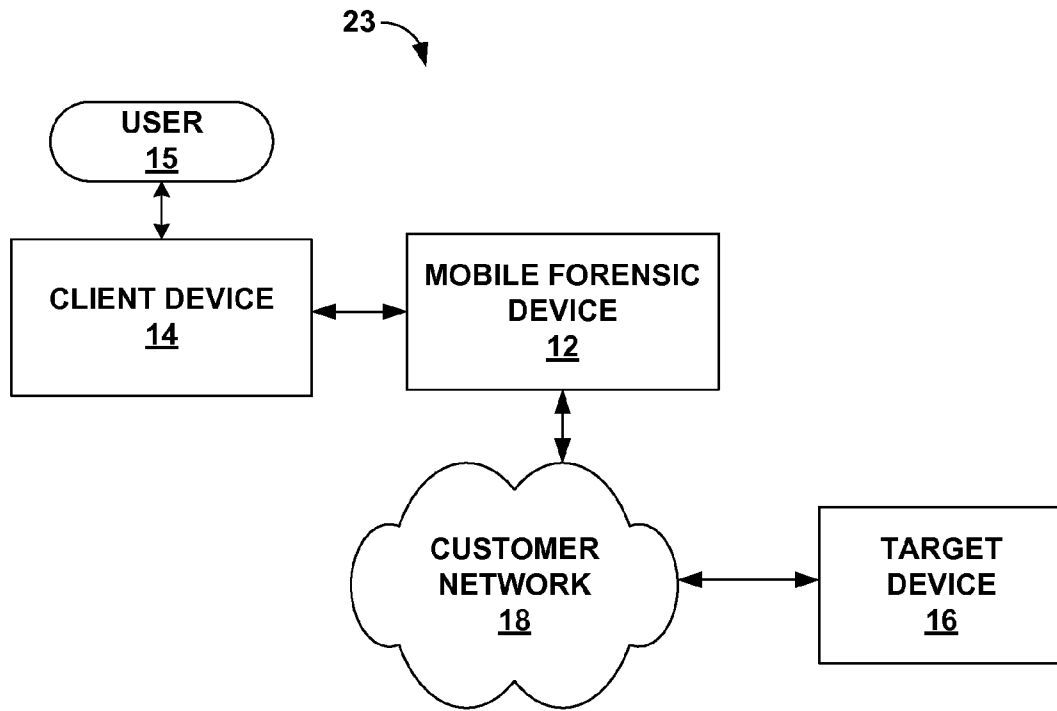 23
USER
15
CLIENT DEVICE
14
MOBILE FORENSIC
DEVICE
12
CUSTOMER
NETWORK
18
TARGET
DEVICE
16